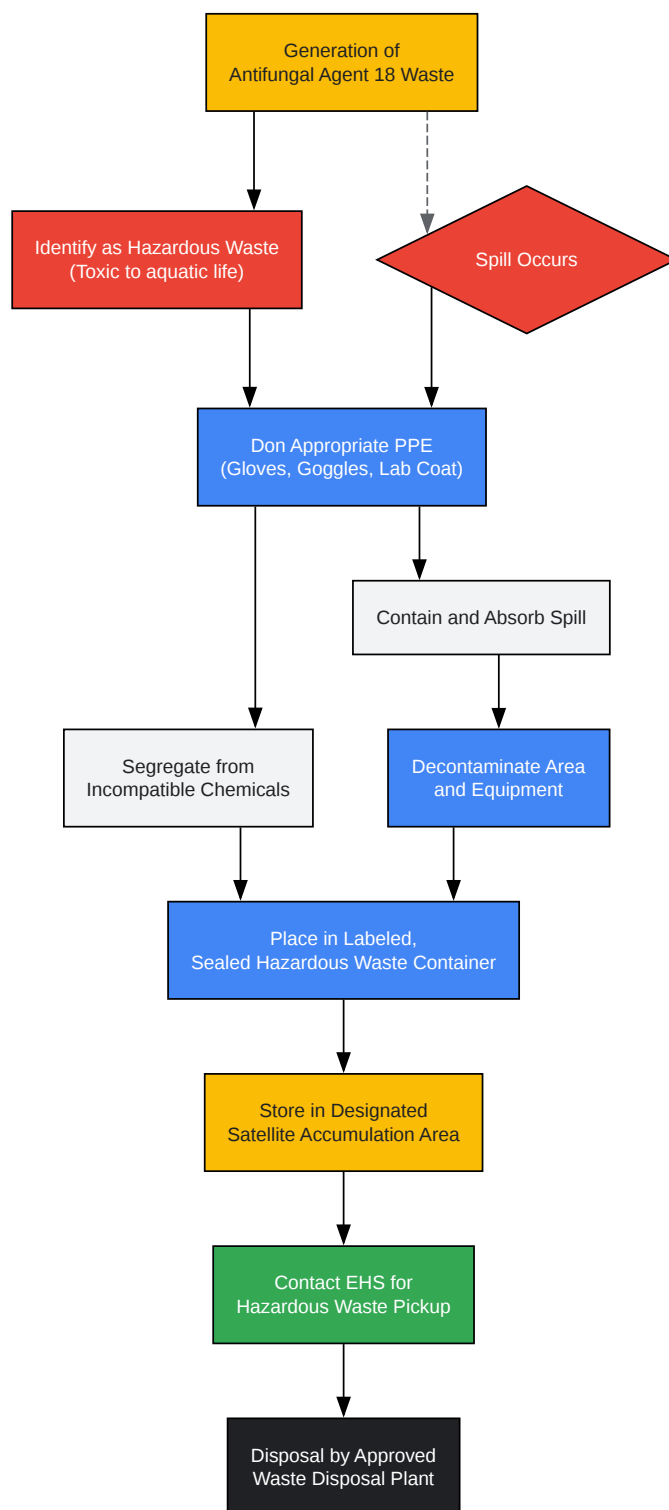 Generation of
Antifungal Agent 18 Waste
Identify as Hazardous Waste
(Toxic to aquatic life)
Spill Occurs
Don Appropriate PPE
(Gloves, Goggles, Lab Coat)
Contain and Absorb Spill
Segregate from
Incompatible Chemicals
Decontaminate Area
and Equipment
Place in Labeled,
Sealed Hazardous Waste Container
Store in Designated
Satellite Accumulation Area
Contact EHS for
Hazardous Waste Pickup
Disposal by Approved
Waste Disposal Plant